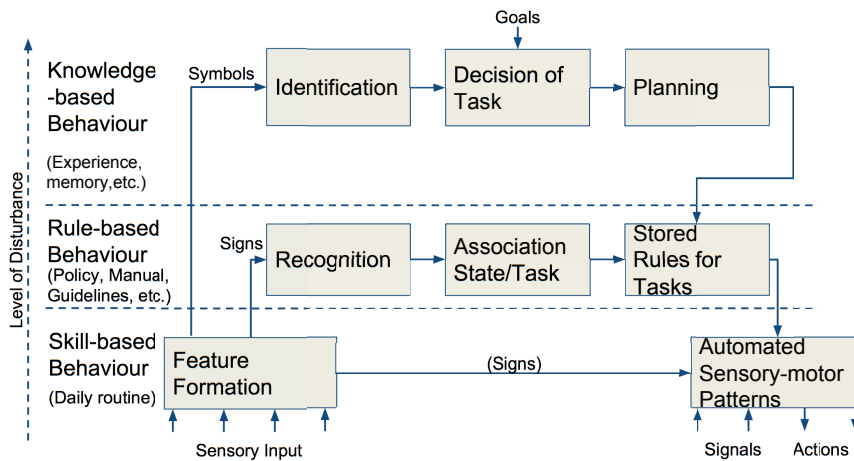 Goals
Knowledge
-based
Behaviour
(Experience,
memory,etc.)
Symbols
Identification
Decision of
Task
Planning
Level of Disturbance
Rule-based
Behaviour
(Policy, Manual,
Guidelines, etc.)
Signs
Recognition
Association
State/Task
Stored
Rules for
Tasks
Skill-based
Behaviour
(Daily routine)
Feature
Formation
(Signs)
Automated
Sensory-motor
Patterns
Sensory Input
Signals
Actions